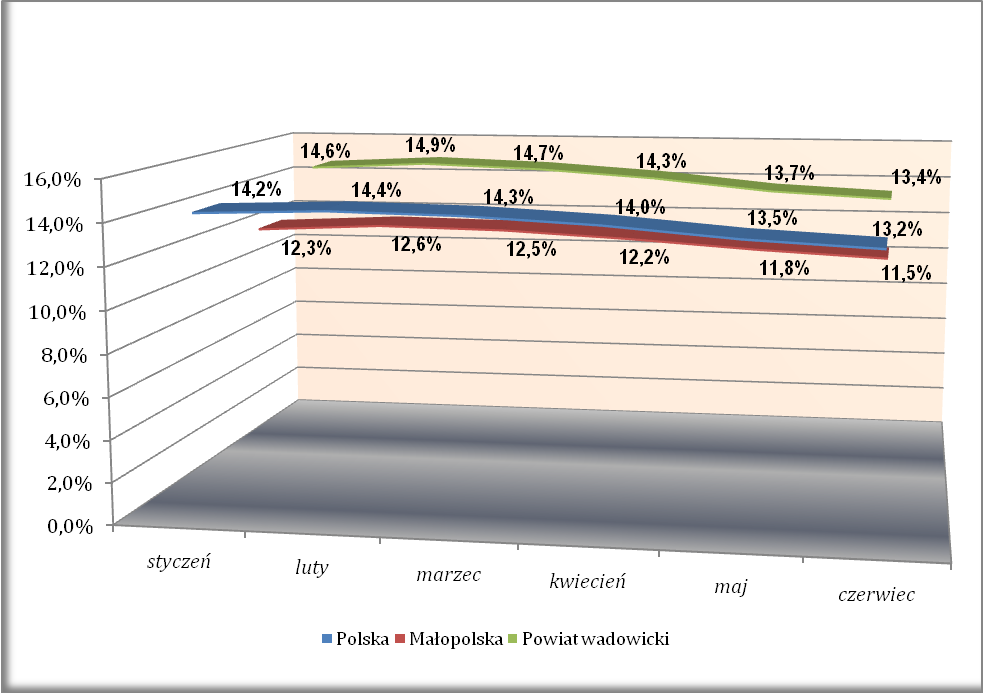 14,6% 14,9% 14,7% 14,3% 13,7% 13,4%
14,2% 14,4% 14,3% 14,0% 13,5% 13,2%
12,3% 12,6% 12,5% 12,2% 11,8% 11,5%
16,0%
14,0%
12,0%
10,0%
8,0%
6,0%
4,0%
2,0%
0,0%
styczeń luty marzec kwiecień maj czerwiec
Polska Małopolska Powiat wadowicki